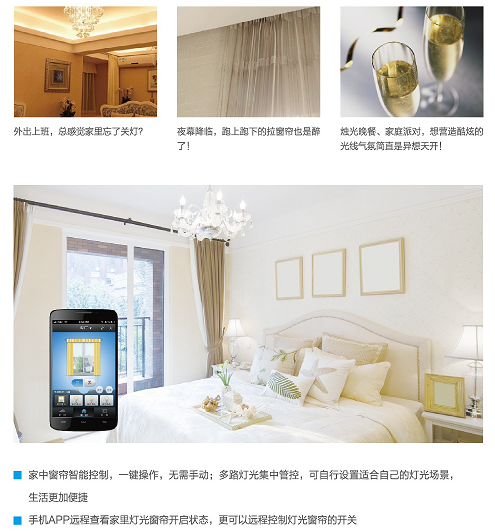 外出上班，总感觉家里忘了关灯？
夜幕降临，跑上跑下的拉窗帘也是醉
了！
烛光晚餐、家庭派对，想营造酷炫的
光线气氛简直是异想天开！
家中窗帘智能控制，一键操作，无需手动；多路灯光集中管控，可自行设置适合自己的灯光场景，
生活更加便捷
手机APP远程查看家里灯光窗帘开启状态，更可以远程控制灯光窗帘的开关